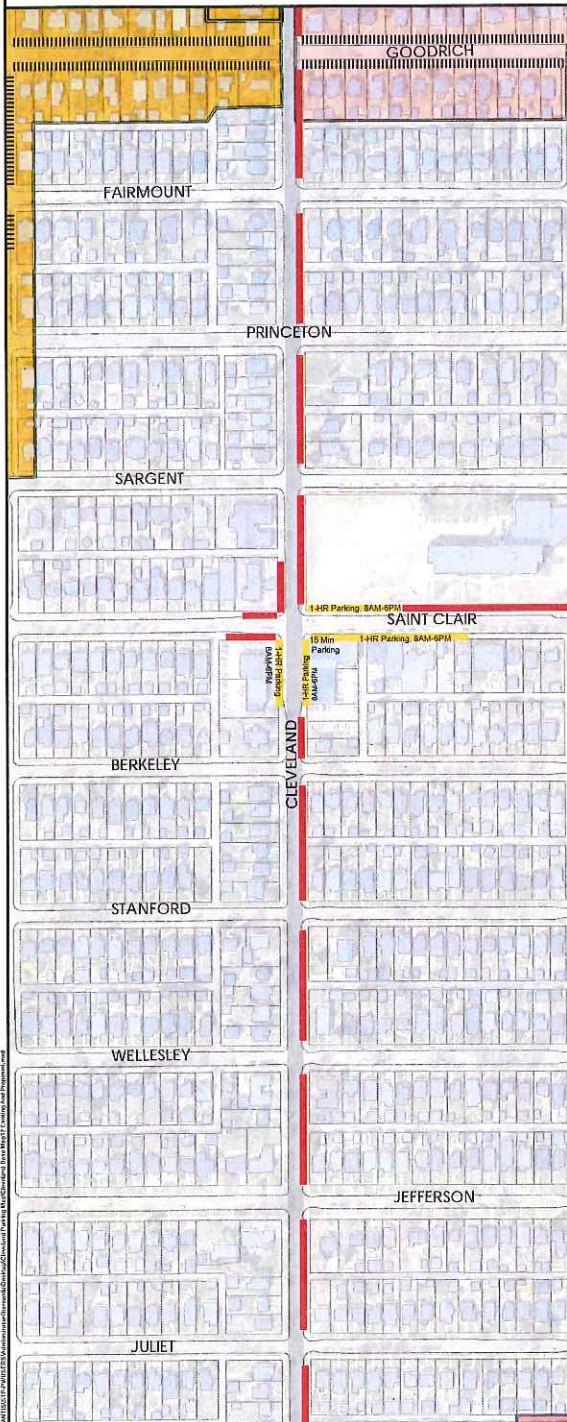 GOODRICH
FAIRMOUNT
PRINCETON
SARGENT
1-HR Parking, 8AM-6PM
SAINT CLAIR
15 Min
Parking
1-HR Parking, 8AM-6PM
1-HR Parking
8AM-6PM
1-HR Parking
8AM-6PM
CLEVELAND
BERKELEY
STANFORD
WELLESLEY
JEFFERSON
JULIET